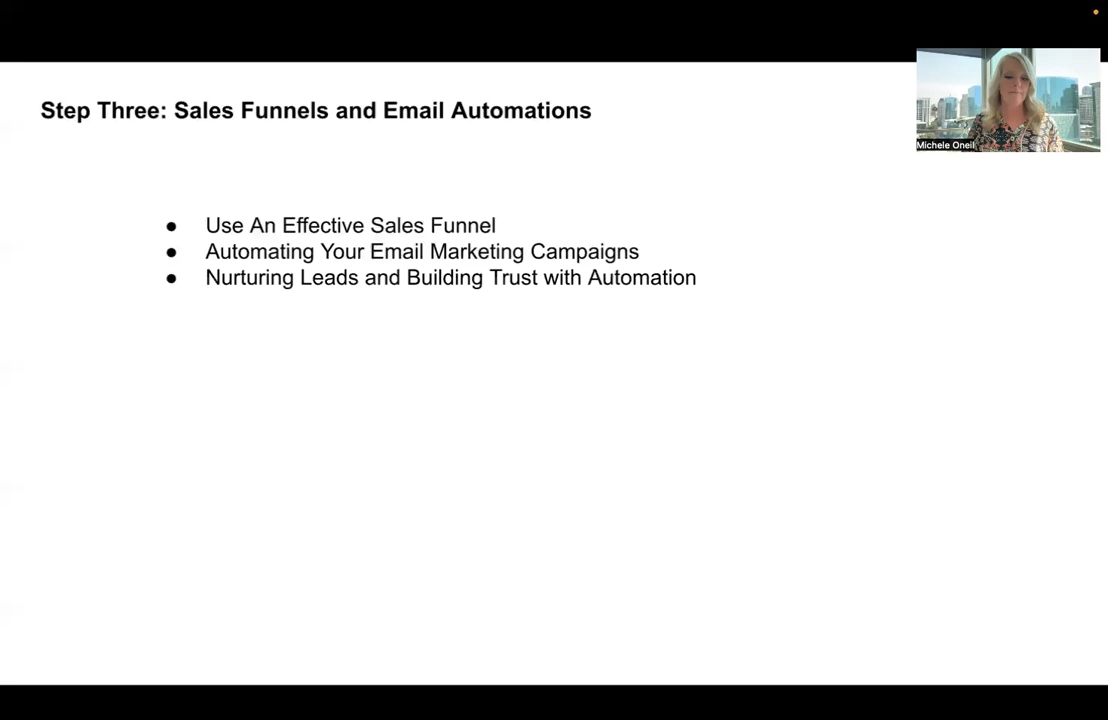 Step Three: Sales Funnels and Email Automations
Michele Oneil
● Use An Effective Sales Funnel
● Automating Your Email Marketing Campaigns
● Nurturing Leads and Building Trust with Automation